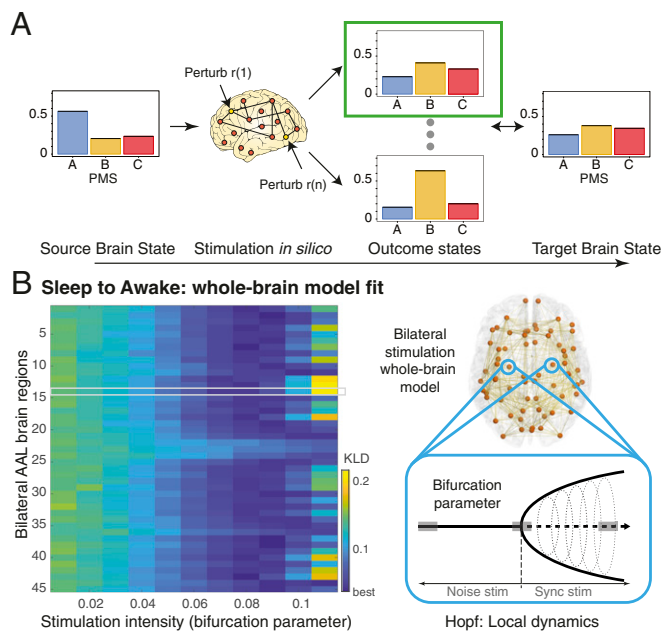 A
0.5
0
A B C
PMS
Perturb r(1)
Perturb r(n)
0.5
0
A B C
0.5
0
A B C
0.5
0
A B C
PMS
Source Brain State
Stimulation in silico
Outcome states
Target Brain State
B Sleep to Awake: whole-brain model fit
Bilateral AAL brain regions
5
10
15
20
25
30
35
40
45
0.02 0.04 0.06 0.08 0.1
Stimulation intensity (bifurcation parameter)
KLD
0.2
0.1
best
Bilateral
stimulation
whole-brain
model
Bifurcation
parameter
Noise stim
Sync stim
Hopf: Local dynamics